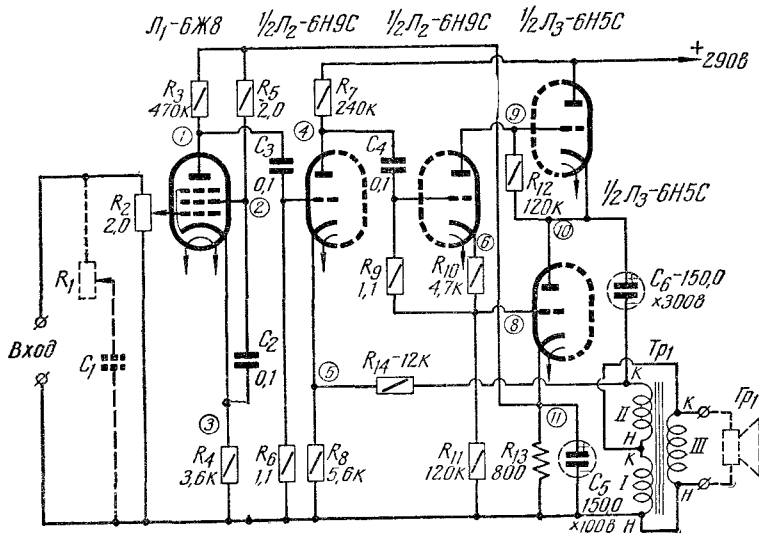 Л₁-6Ж8
½Л₂-6Н9С
½Л₂-6Н9С
½Л₃-6Н5С
+
290в
R₃
470к
R₅
2,0
R₇
240к
1
4
9
C₃
0,1
C₄
0,1
R₁₂
120к
½Л₃-6Н5С
R₂
2,0
2
6
10
R₁
R₉
1,1
R₁₀
4,7к
C₆-150,0
×300в
8
Вход
C₁
C₂
0,1
R₁₄-12к
5
Тр₁
К
К
Гр₁
3
11
II
Н
К
III
R₄
3,6к
R₆
1,1
R₈
5,6к
R₁₁
120к
R₁₃
800
C₅
150,0
×100в
I
Н
Н